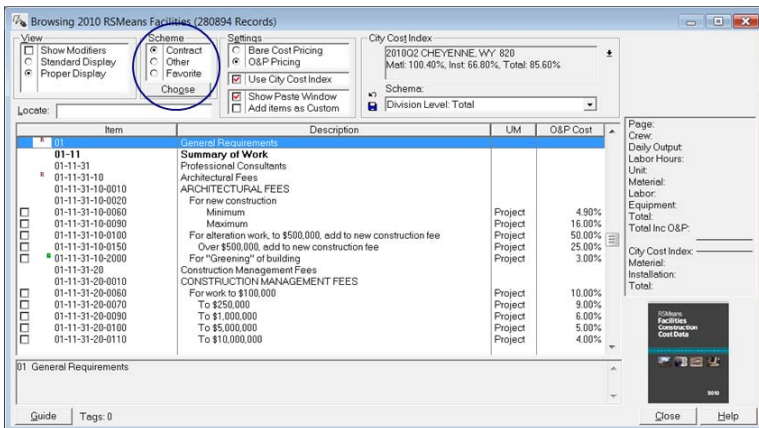 Browsing 2010 RSMeans Facilities (280894 Records)
View
Show Modifiers
Standard Display
Proper Display
Scheme
Contract
Other
Favorite
Choose
Settings
Bare Cost Pricing
O&P Pricing
Use City Cost Index
Show Paste Window
Add items as Custom
City Cost Index
2010Q2 CHEYENNE, WY 820
Matl: 100.40%, Inst: 66.80%, Total: 85.60%
Schema:
Division Level: Total
Locate:
Item Description UM O&P Cost
R 01 General Requirements
01-11 Summary of Work
01-11-31 Professional Consultants
R 01-11-31-10 Architectural Fees
01-11-31-10-0010 ARCHITECTURAL FEES
01-11-31-10-0020 For new construction
01-11-31-10-0060 Minimum Project 4.90%
01-11-31-10-0090 Maximum Project 16.00%
01-11-31-10-0100 For alteration work, to $500,000, add to new construction fee Project 50.00%
01-11-31-10-0150 Over $500,000, add to new construction fee Project 25.00%
01-11-31-10-2000 For "Greening" of building Project 3.00%
01-11-31-20 Construction Management Fees
01-11-31-20-0010 CONSTRUCTION MANAGEMENT FEES
01-11-31-20-0060 For work to $100,000 Project 10.00%
01-11-31-20-0070 To $250,000 Project 9.00%
01-11-31-20-0090 To $1,000,000 Project 6.00%
01-11-31-20-0100 To $5,000,000 Project 5.00%
01-11-31-20-0110 To $10,000,000 Project 4.00%
Page:
Crew:
Daily Output:
Labor Hours:
Unit:
Material:
Labor:
Equipment:
Total:
Total Inc O&P:
City Cost Index:
Material:
Installation:
Total:
RSMeans
Facilities
Construction
Cost Data
2010
01 General Requirements
Guide Tags: 0 Close Help